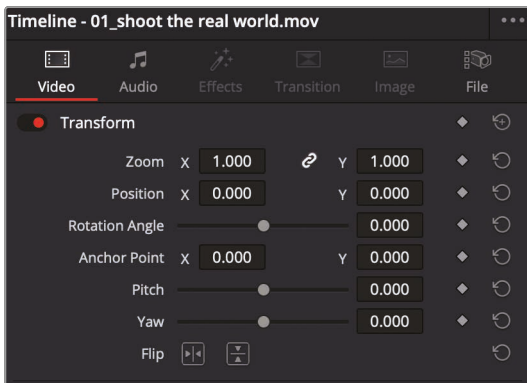 Timeline - 01_shoot the real world.mov
Video Audio Effects Transition Image File
Transform
Zoom X 1.000 Y 1.000
Position X 0.000 Y 0.000
Rotation Angle 0.000
Anchor Point X 0.000 Y 0.000
Pitch 0.000
Yaw 0.000
Flip